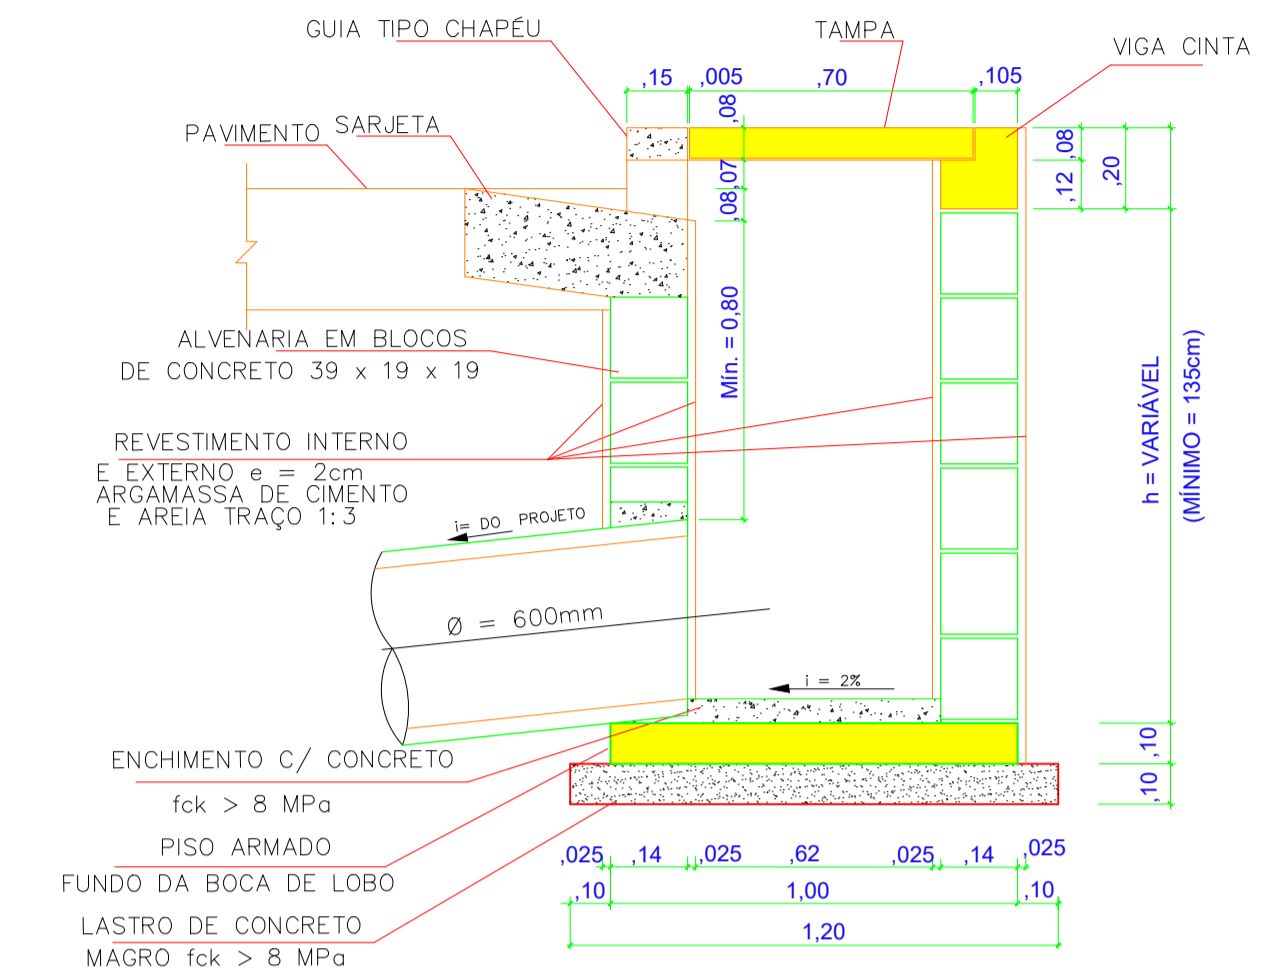 GUIA TIPO CHAPÉU
TAMPA
VIGA CINTA
PAVIMENTO
SARJETA
,15
,005
,70
,105
,08
,07
,08
,08
,12
,20
Mín. = 0,80
ALVENARIA EM BLOCOS
DE CONCRETO 39 x 19 x 19
REVESTIMENTO INTERNO
E EXTERNO e = 2cm
ARGAMASSA DE CIMENTO
E AREIA TRAÇO 1:3
i= DO PROJETO
Ø = 600mm
i = 2%
h = VARIÁVEL
(MÍNIMO = 135cm)
,10
,10
ENCHIMENTO C/ CONCRETO
fck > 8 MPa
PISO ARMADO
FUNDO DA BOCA DE LOBO
LASTRO DE CONCRETO
MAGRO fck > 8 MPa
,025
,14
,025
,62
,025
,14
,025
,10
1,00
,10
1,20